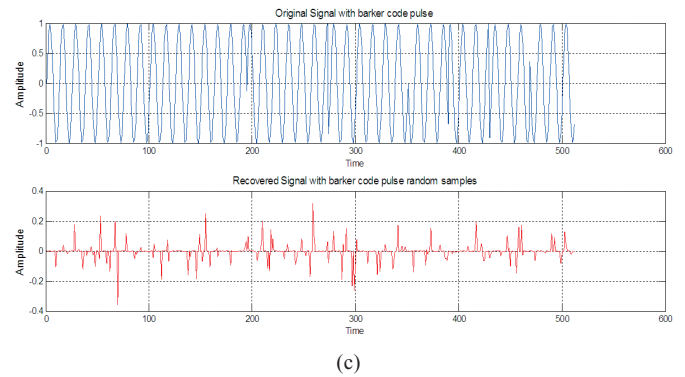 Original Signal with barker code pulse
Amplitude
1
0.5
0
-0.5
-1
0 100 200 300 400 500 600
Time
Recovered Signal with barker code pulse random samples
Amplitude
0.4
0.2
0
-0.2
-0.4
0 100 200 300 400 500 600
Time
(c)